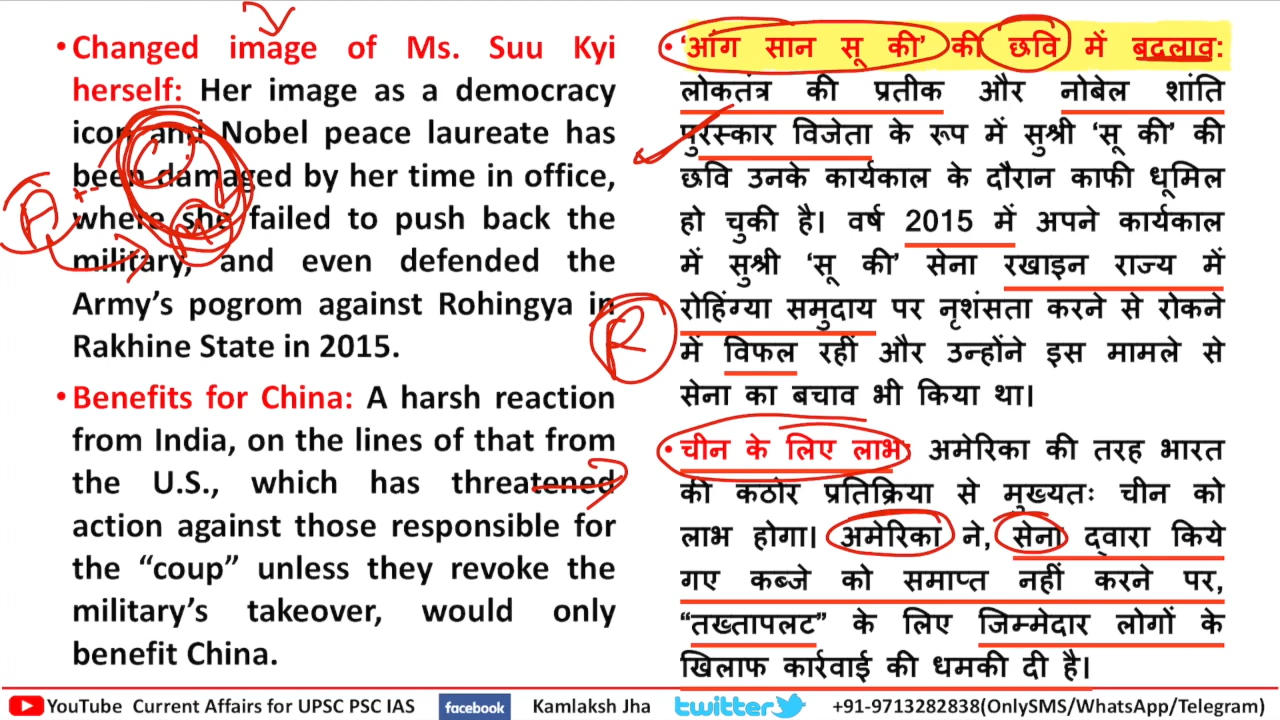 • Changed image of Ms. Suu Kyi
herself: Her image as a democracy
icon and Nobel peace laureate has
been damaged by her time in office,
where she failed to push back the
military, and even defended the
Army’s pogrom against Rohingya in
Rakhine State in 2015.
• Benefits for China: A harsh reaction
from India, on the lines of that from
the U.S., which has threatened
action against those responsible for
the “coup” unless they revoke the
military’s takeover, would only
benefit China.
• ‘आंग सान सू की’ की छवि में बदलाव:
लोकतंत्र की प्रतीक और नोबेल शांति
पुरस्कार विजेता के रूप में सुश्री ‘सू की’ की
छवि उनके कार्यकाल के दौरान काफी धूमिल
हो चुकी है। वर्ष 2015 में अपने कार्यकाल
में सुश्री ‘सू की’ सेना रखाइन राज्य में
रोहिंग्या समुदाय पर नृशंसता करने से रोकने
में विफल रहीं और उन्होंने इस मामले से
सेना का बचाव भी किया था।
• चीन के लिए लाभ: अमेरिका की तरह भारत
की कठोर प्रतिक्रिया से मुख्यतः चीन को
लाभ होगा। अमेरिका ने, सेना द्वारा किये
गए कब्जे को समाप्त नहीं करने पर,
“तख्तापलट” के लिए जिम्मेदार लोगों के
खिलाफ कार्रवाई की धमकी दी है।
A
M
R
YouTube Current Affairs for UPSC PSC IAS facebook Kamlaksh Jha twitter +91-9713282838(OnlySMS/WhatsApp/Telegram)